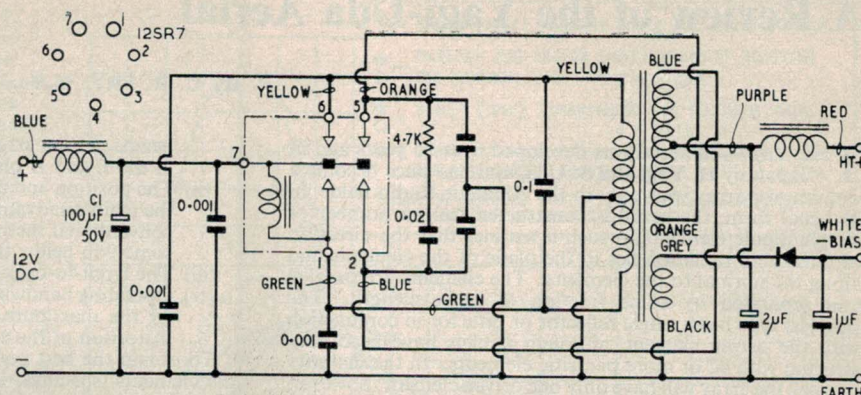 7
1
12SR7
6
2
5
3
4
BLUE
+
12V
DC
−
C1
100µF
50V
0·001
0·001
7
YELLOW
ORANGE
6
5
4.7K
0·02
1
2
GREEN
BLUE
0·001
GREEN
0·1
YELLOW
BLUE
PURPLE
RED
HT+
ORANGE
GREY
BLACK
WHITE
−BIAS
2µF
1µF
EARTH